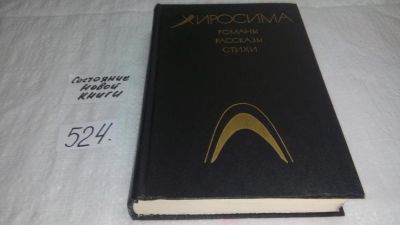 ХИРОСИМА
РОМАНЫ
РАССКАЗЫ
СТИХИ
Состояние
новой
книги
524.